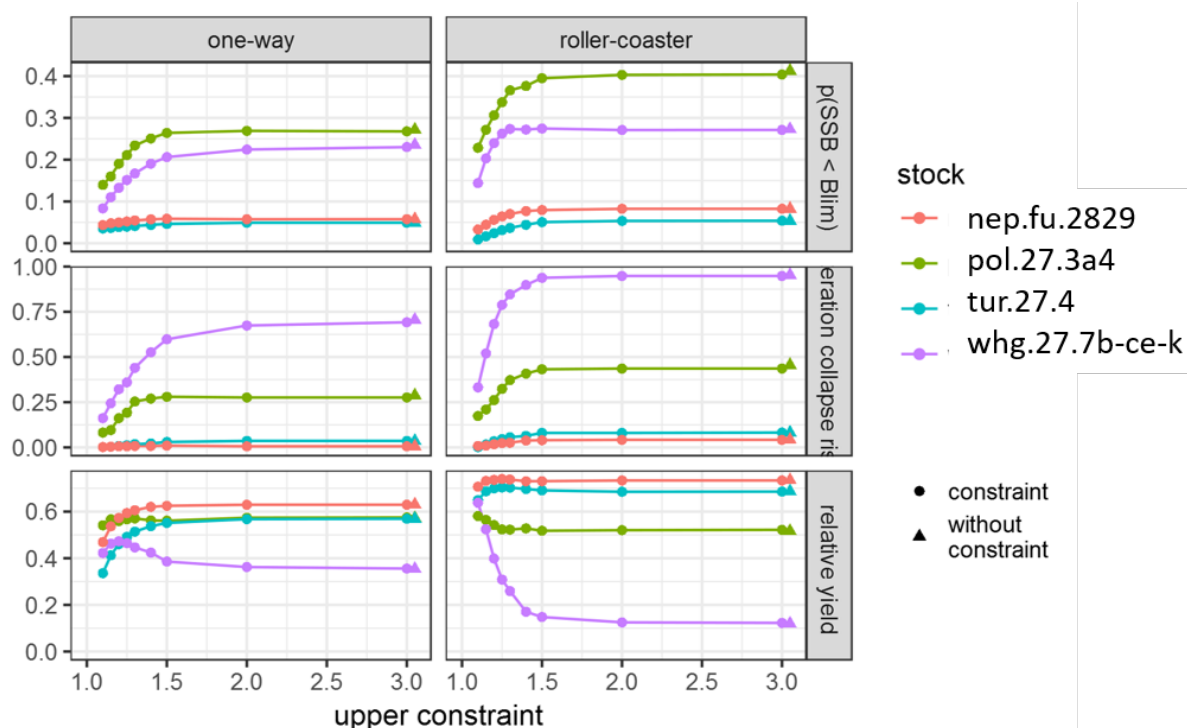 one-way
roller-coaster
0.4
0.3
0.2
0.1
0.0
p(SSB < Blim)
1.00
0.75
0.50
0.25
0.00
eration collapse ris
0.6
0.4
0.2
0.0
relative yield
1.0 1.5 2.0 2.5 3.0
1.0 1.5 2.0 2.5 3.0
upper constraint
stock
nep.fu.2829
pol.27.3a4
tur.27.4
whg.27.7b-ce-k
constraint
without
constraint